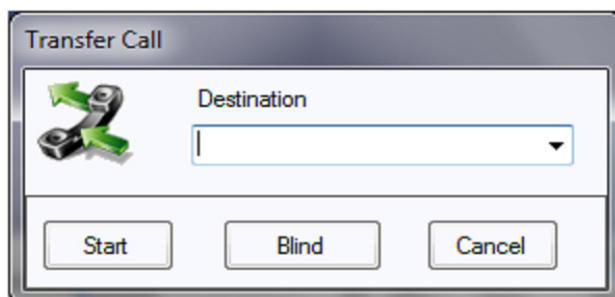 Transfer Call
Destination
Start
Blind
Cancel